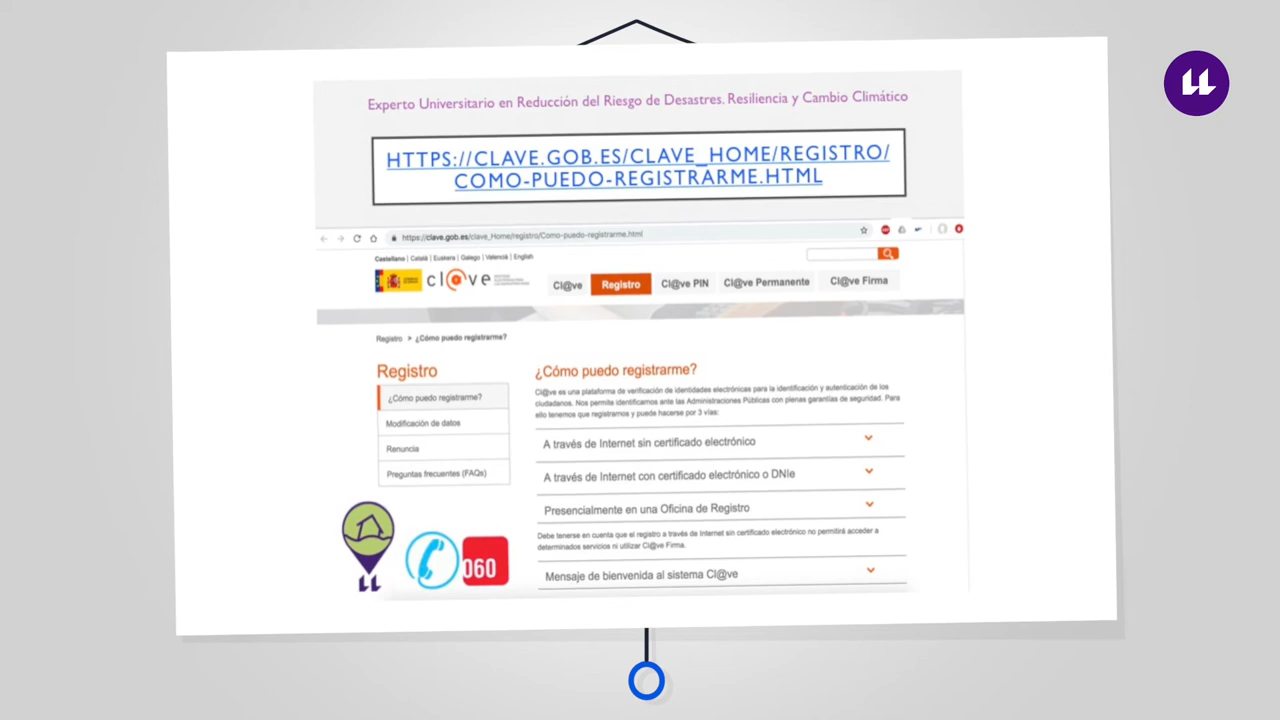 Experto Universitario en Reducción del Riesgo de Desastres. Resiliencia y Cambio Climático
HTTPS://CLAVE.GOB.ES/CLAVE_HOME/REGISTRO/
COMO-PUEDO-REGISTRARME.HTML
https://clave.gob.es/clave_Home/registro/Como-puedo-registrarme.html
Castellano | Català | Euskera | Galego | Valencià | English
cl@ve
Cl@ve Registro Cl@ve PIN Cl@ve Permanente Cl@ve Firma
Registro > ¿Cómo puedo registrarme?
Registro
¿Cómo puedo registrarme?
Modificación de datos
Renuncia
Preguntas frecuentes (FAQs)
¿Cómo puedo registrarme?
Cl@ve es una plataforma de verificación de identidades electrónicas para la identificación y autenticación de los
ciudadanos. Nos permite identificarnos ante las Administraciones Públicas con plenas garantías de seguridad. Para
ello tenemos que registrarnos y puede hacerse por 3 vías:
A través de Internet sin certificado electrónico
A través de Internet con certificado electrónico o DNIe
Presencialmente en una Oficina de Registro
Debe tenerse en cuenta que el registro a través de Internet sin certificado electrónico no permitirá acceder a
determinados servicios ni utilizar Cl@ve Firma.
Mensaje de bienvenida al sistema Cl@ve
060